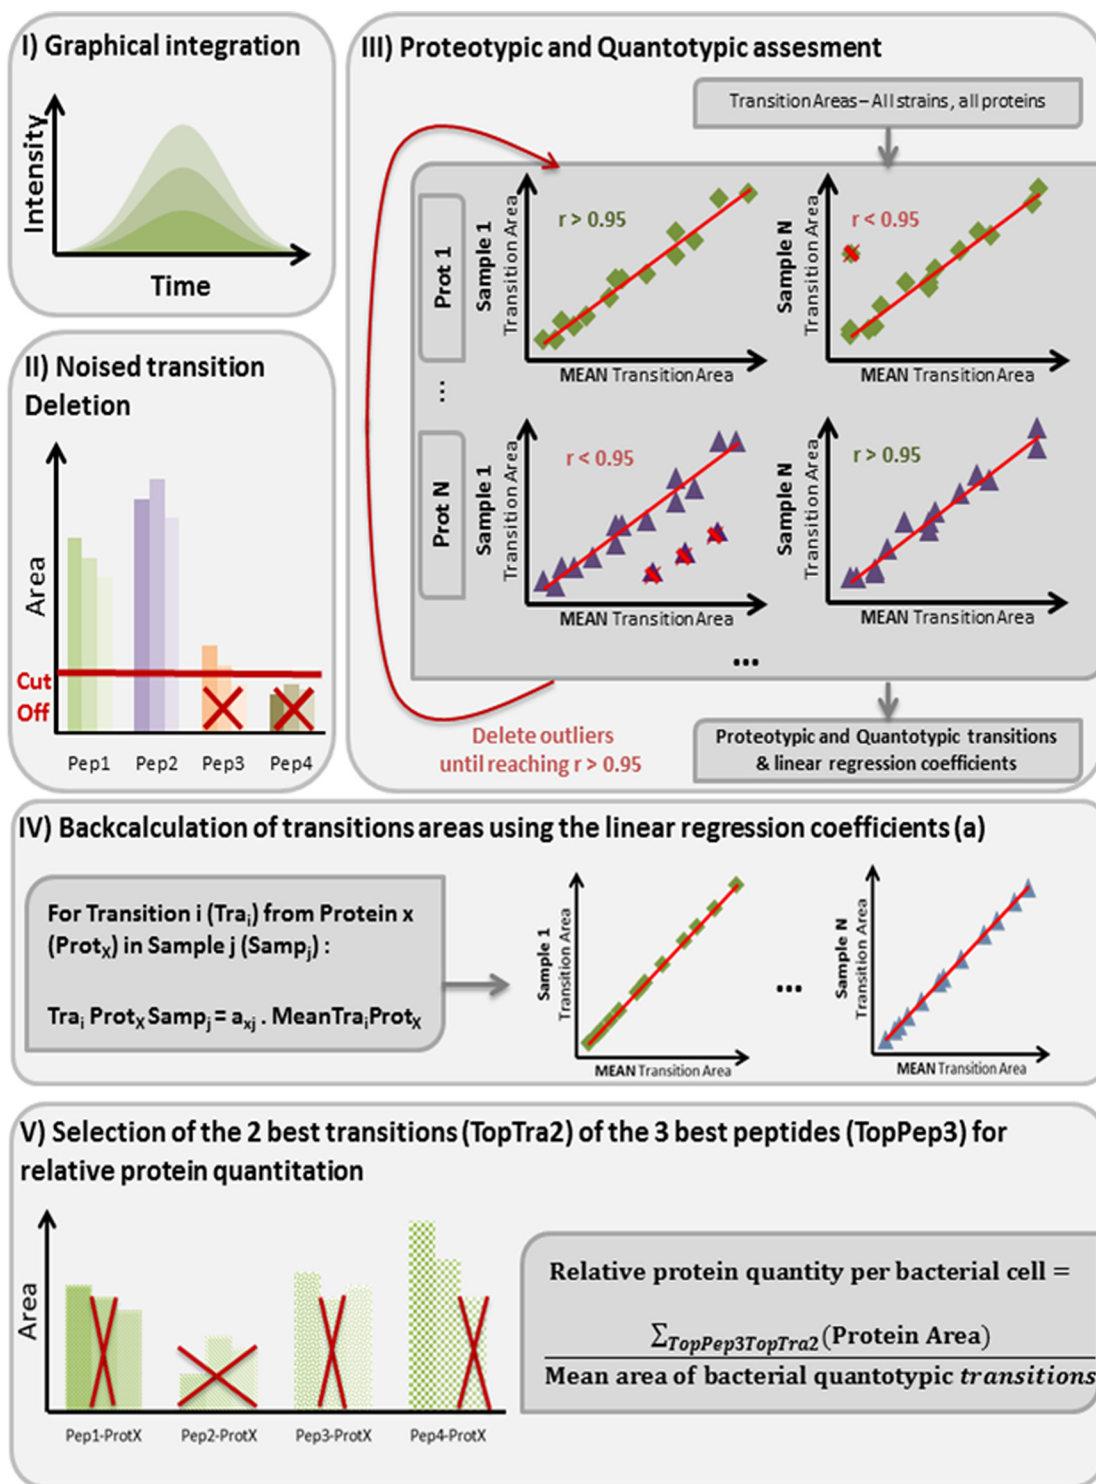 I) Graphical integration
Intensity
Time
II) Noised transition
Deletion
Area
Cut
Off
Pep1 Pep2 Pep3 Pep4
III) Proteotypic and Quantotypic assesment
Transition Areas – All strains, all proteins
Prot 1
Sample 1
Transition Area
r > 0.95
MEAN Transition Area
Sample N
Transition Area
r < 0.95
MEAN Transition Area
...
Prot N
Sample 1
Transition Area
r < 0.95
MEAN Transition Area
Sample N
Transition Area
r > 0.95
MEAN Transition Area
...
Delete outliers
until reaching r > 0.95
Proteotypic and Quantotypic transitions
& linear regression coefficients
IV) Backcalculation of transitions areas using the linear regression coefficients (a)
For Transition i (Traᵢ) from Protein x
(Protₓ) in Sample j (Sampⱼ) :
Traᵢ Protₓ Sampⱼ = aₓⱼ . MeanTraᵢProtₓ
Sample 1
Transition Area
MEAN Transition Area
...
Sample N
Transition Area
MEAN Transition Area
V) Selection of the 2 best transitions (TopTra2) of the 3 best peptides (TopPep3) for
relative protein quantitation
Area
Pep1-ProtX Pep2-ProtX Pep3-ProtX Pep4-ProtX
Relative protein quantity per bacterial cell =
∑TopPep3TopTra2(Protein Area)
Mean area of bacterial quantotypic transitions